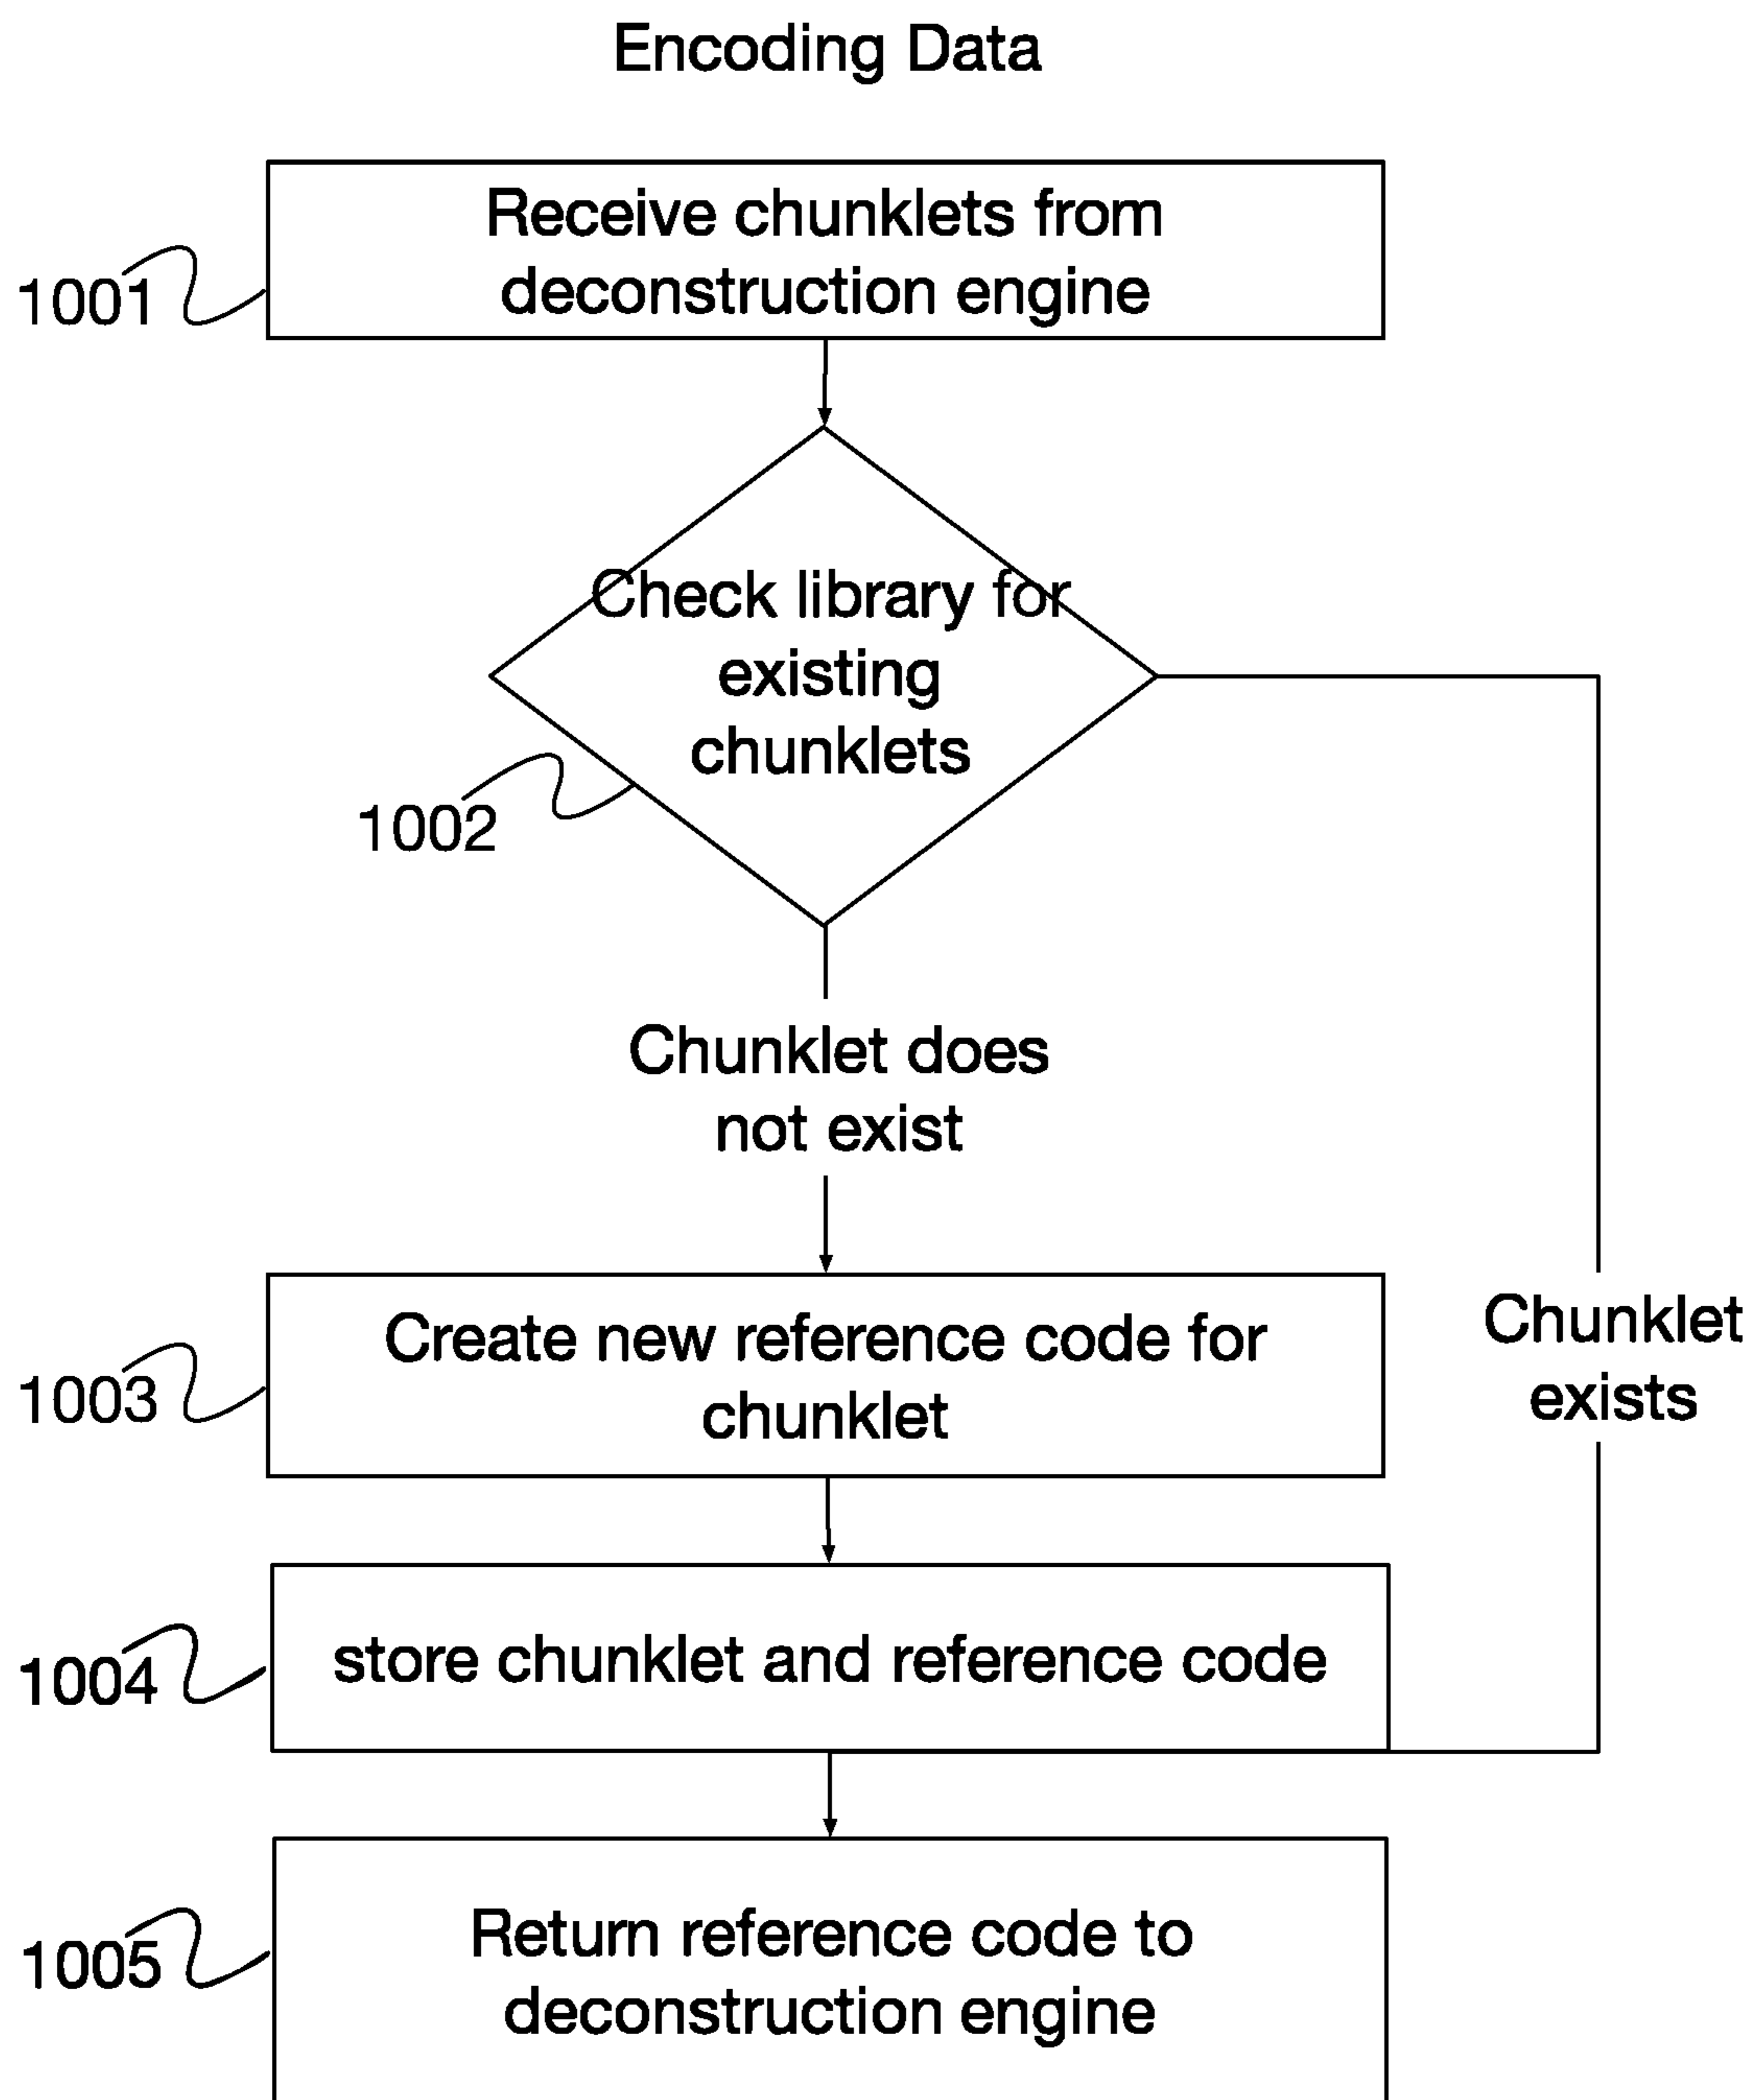 Encoding Data
Receive chunklets from
deconstruction engine
1001
Check library for
existing
chunklets
1002
Chunklet does
not exist
Create new reference code for
chunklet
1003
Chunklet
exists
store chunklet and reference code
1004
Return reference code to
deconstruction engine
1005